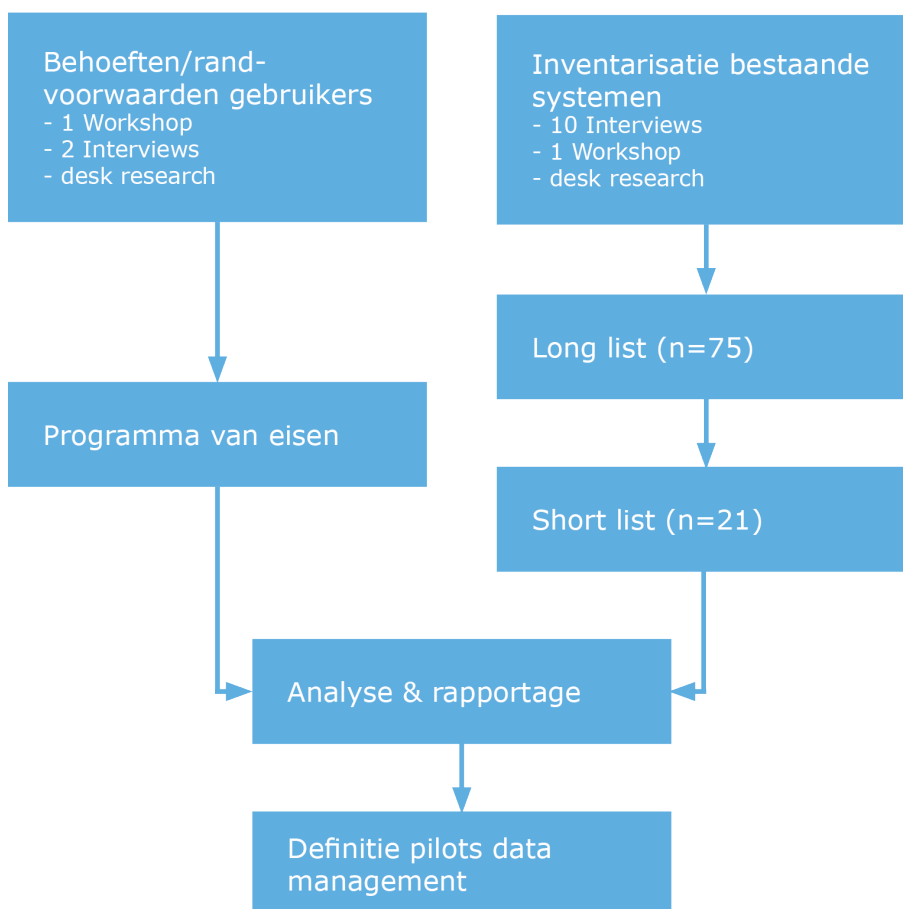 Behoeften/rand-
voorwaarden gebruikers
- 1 Workshop
- 2 Interviews
- desk research
Inventarisatie bestaande
systemen
- 10 Interviews
- 1 Workshop
- desk research
Long list (n=75)
Programma van eisen
Short list (n=21)
Analyse & rapportage
Definitie pilots data
management